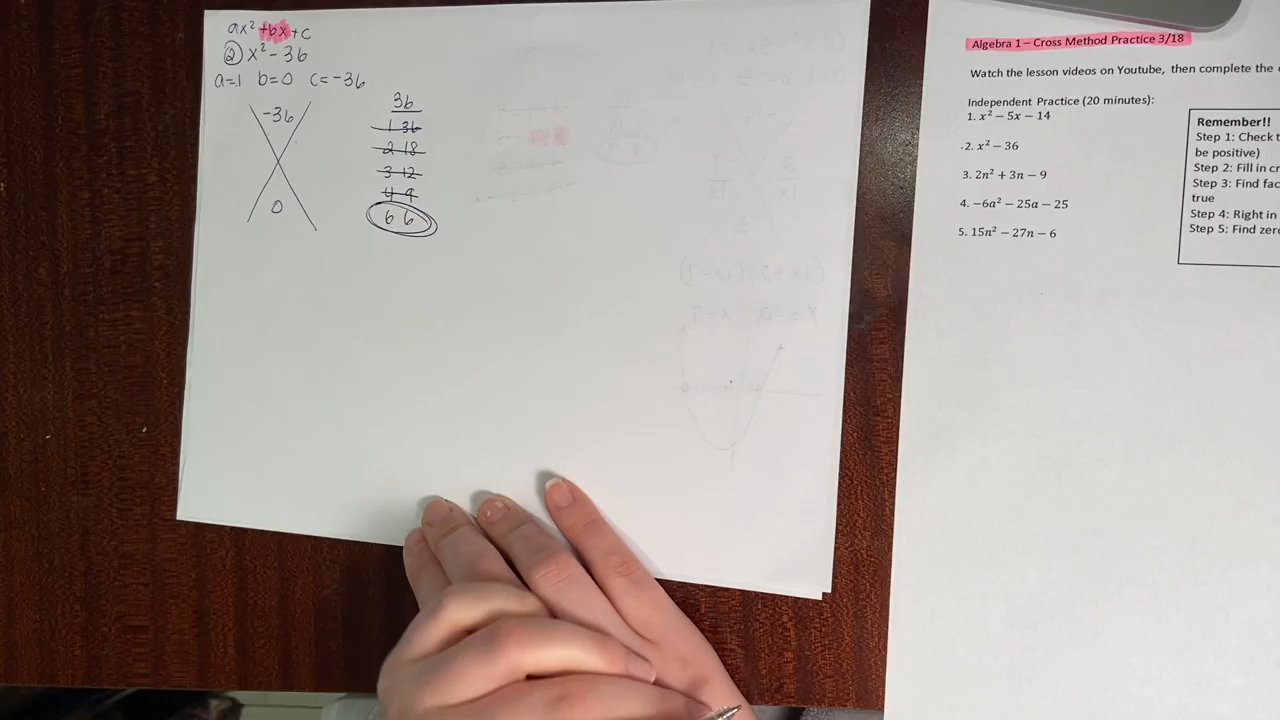 ax² +bx +c
② x² - 36
a=1 b=0 c=-36
-36
0
36
1 36
2 18
3 12
4 9
6 6
Algebra 1 – Cross Method Practice 3/18
Watch the lesson videos on Youtube, then complete the
Independent Practice (20 minutes):
1. x² − 5x − 14
2. x² − 36
3. 2n² + 3n − 9
4. −6a² − 25a − 25
5. 15n² − 27n − 6
Remember!!
Step 1: Check t
be positive)
Step 2: Fill in cr
Step 3: Find fac
true
Step 4: Right in
Step 5: Find zero